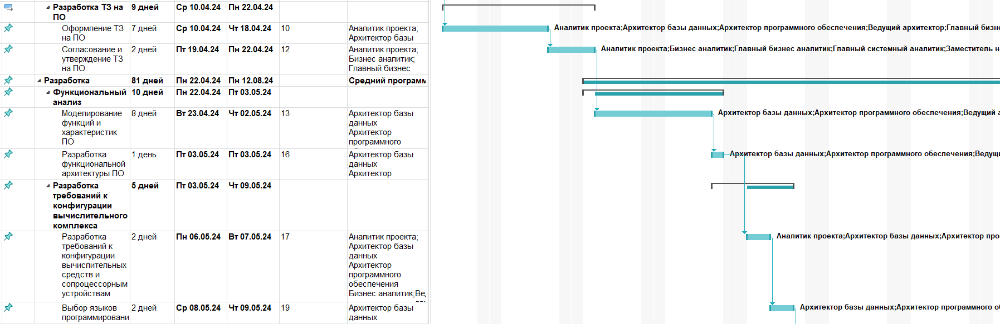 Разработка ТЗ на ПО 9 дней Ср 10.04.24 Пн 22.04.24
Оформление ТЗ на ПО 7 дней Ср 10.04.24 Чт 18.04.24 10 Аналитик проекта; Архитектор базы
Аналитик проекта;Архитектор базы данных;Архитектор программного обеспечения;Ведущий архитектор;Главный бизне
Согласование и утверждение ТЗ на ПО 2 дней Пт 19.04.24 Пн 22.04.24 12 Аналитик проекта; Бизнес аналитик; Главный бизнес
Аналитик проекта;Бизнес аналитик;Главный бизнес аналитик;Главный системный аналитик;Заместитель н
Разработка 81 дней Пн 22.04.24 Пн 12.08.24 Средний программ
Функциональный анализ 10 дней Пн 22.04.24 Пт 03.05.24
Моделирование функций и характеристик ПО 8 дней Вт 23.04.24 Чт 02.05.24 13 Архитектор базы данных Архитектор программного
Архитектор базы данных;Архитектор программного обеспечения;Ведущий а
Разработка функциональной архитектуры ПО 1 день Пт 03.05.24 Пт 03.05.24 16 Архитектор базы данных Архитектор
Архитектор базы данных;Архитектор программного обеспечения;Ведущи
Разработка требований к конфигурации вычислительного комплекса 5 дней Пт 03.05.24 Чт 09.05.24
Разработка требований к конфигурации вычислительных средств и сопроцессорным устройствам 2 дней Пн 06.05.24 Вт 07.05.24 17 Аналитик проекта; Архитектор базы данных Архитектор программного обеспечения Бизнес аналитик;Ве
Аналитик проекта;Архитектор базы данных;Архитектор про
Выбор языков программировани 2 дней Ср 08.05.24 Чт 09.05.24 19 Архитектор базы данных
Архитектор базы данных;Архитектор программного о